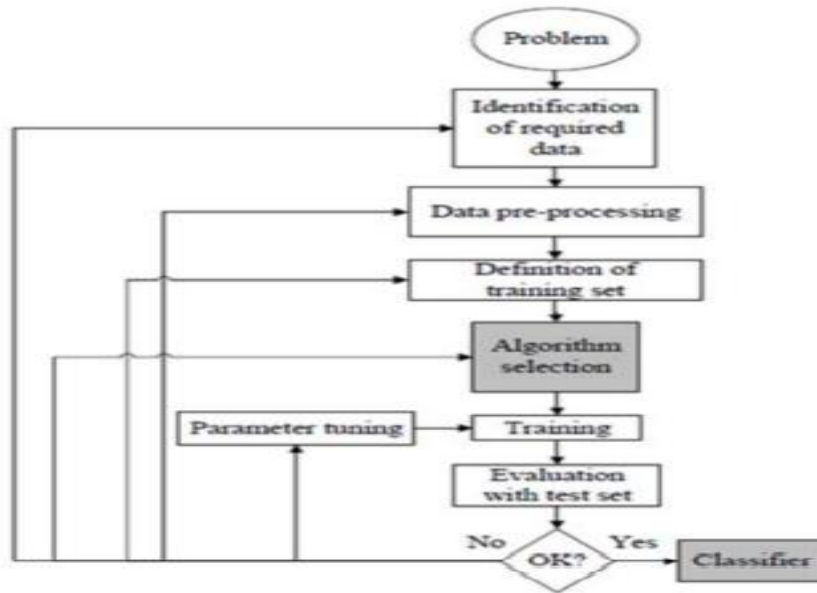 Problem
Identification
of required
data
Data pre-processing
Definition of
training set
Algorithm
selection
Parameter tuning
Training
Evaluation
with test set
No
OK?
Yes
Classifier